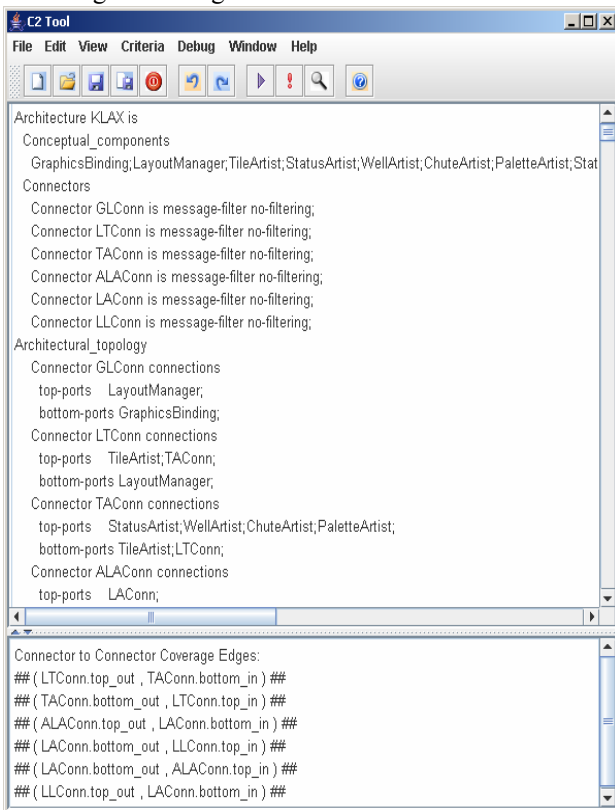 C2 Tool
File Edit View Criteria Debug Window Help
Architecture KLAX is
Conceptual_components
GraphicsBinding;LayoutManager;TileArtist;StatusArtist;WellArtist;ChuteArtist;PaletteArtist;Stat
Connectors
Connector GLConn is message-filter no-filtering;
Connector LTConn is message-filter no-filtering;
Connector TAConn is message-filter no-filtering;
Connector ALAConn is message-filter no-filtering;
Connector LAConn is message-filter no-filtering;
Connector LLConn is message-filter no-filtering;
Architectural_topology
Connector GLConn connections
top-ports LayoutManager;
bottom-ports GraphicsBinding;
Connector LTConn connections
top-ports TileArtist;TAConn;
bottom-ports LayoutManager;
Connector TAConn connections
top-ports StatusArtist;WellArtist;ChuteArtist;PaletteArtist;
bottom-ports TileArtist;LTConn;
Connector ALAConn connections
top-ports LAConn;
Connector to Connector Coverage Edges:
## ( LTConn.top_out , TAConn.bottom_in ) ##
## ( TAConn.bottom_out , LTConn.top_in ) ##
## ( ALAConn.top_out , LAConn.bottom_in ) ##
## ( LAConn.bottom_out , LLConn.top_in ) ##
## ( LAConn.bottom_out , ALAConn.top_in ) ##
## ( LLConn.top_out , LAConn.bottom_in ) ##